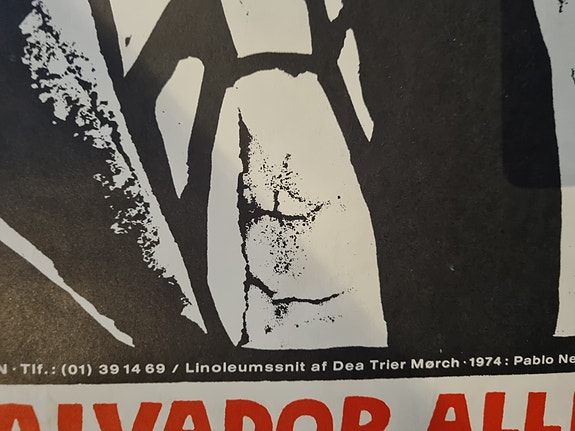 N · Tlf.: (01) 39 14 69 / Linoleumssnit af Dea Trier Mørch · 1974: Pablo Ne
ALVADOR ALL